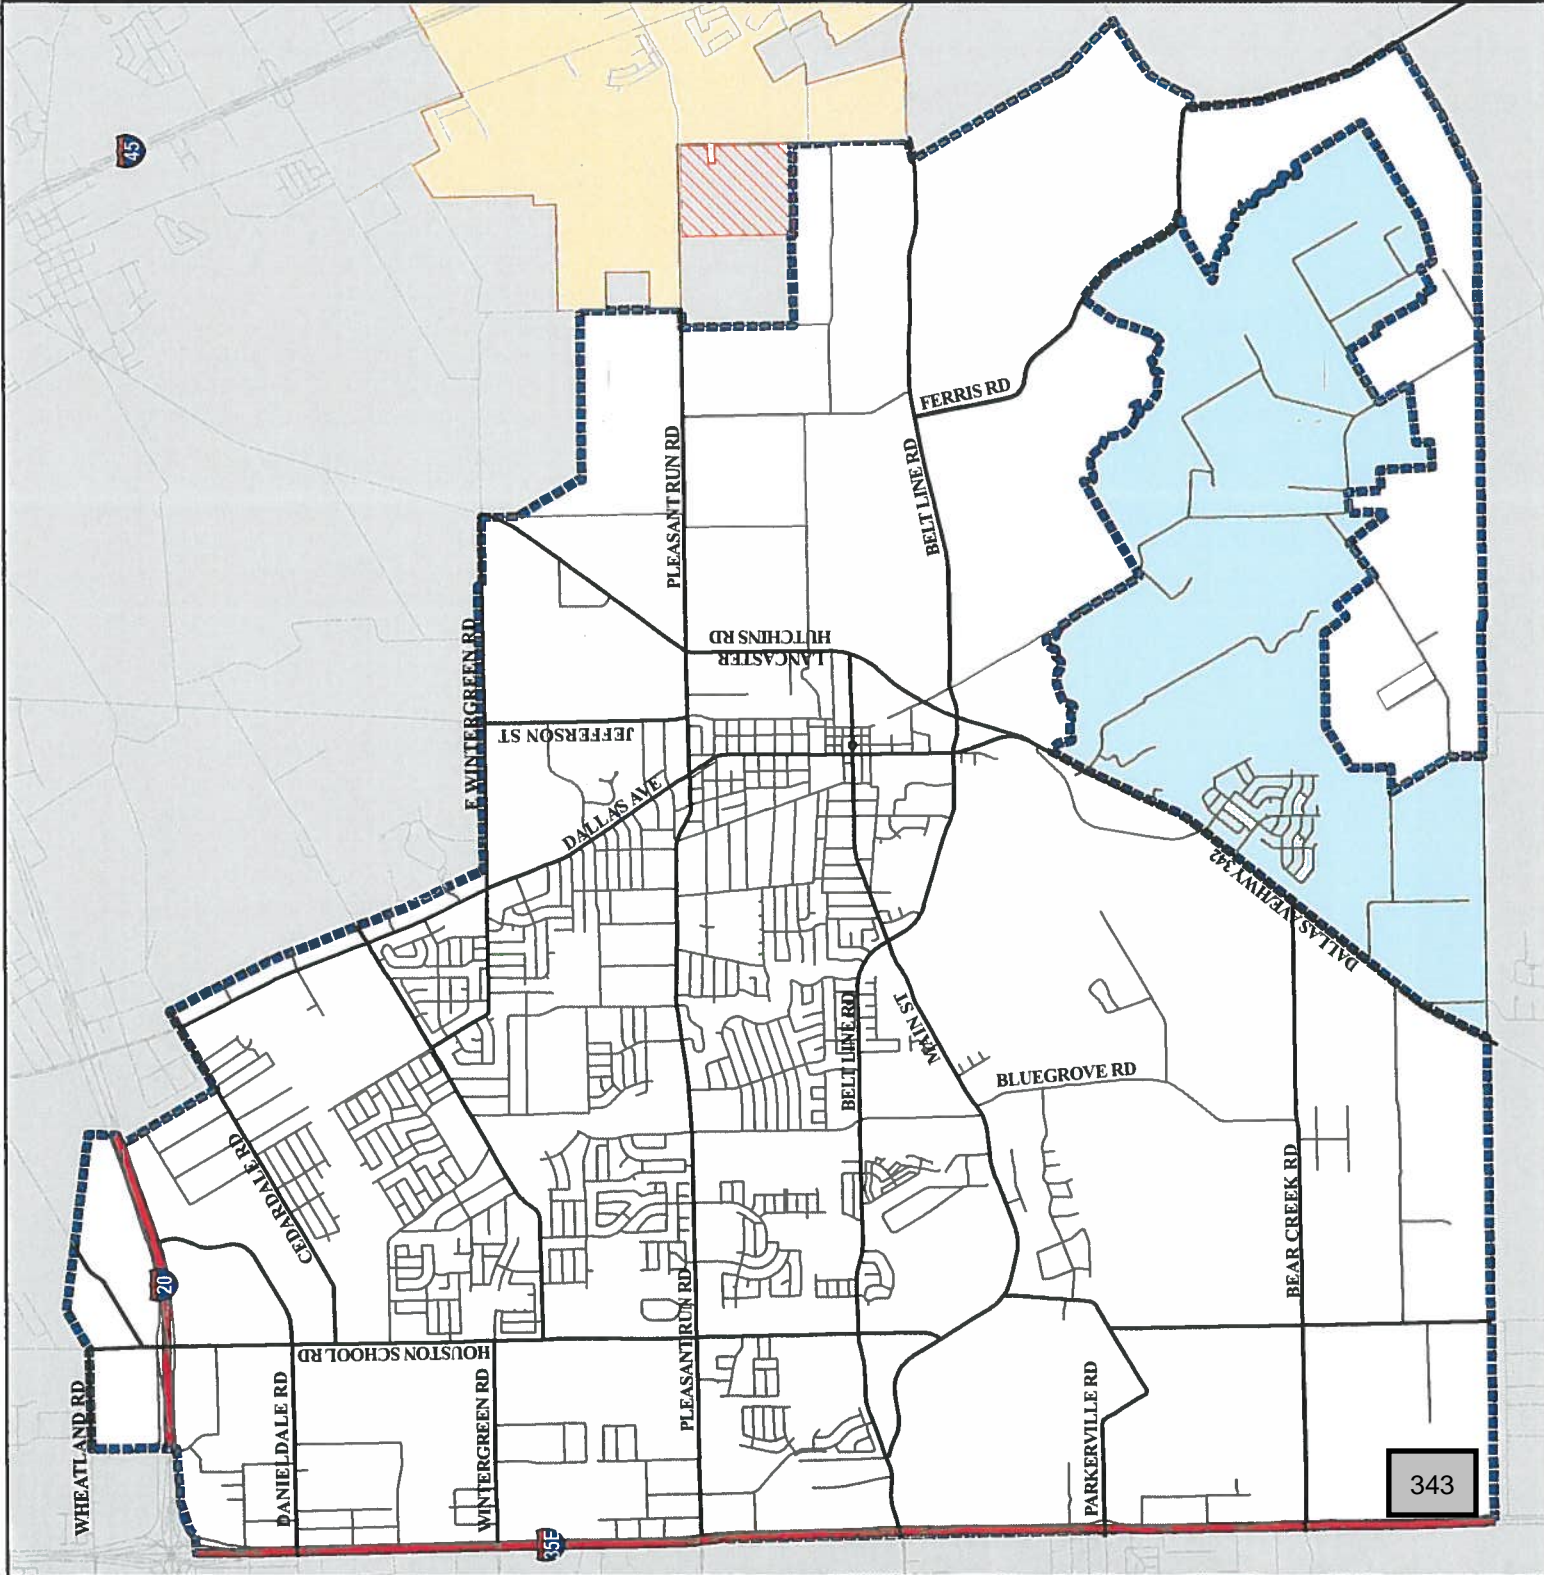 45
E WINTERGREEN RD
PLEASANT RUN RD
FERRIS RD
BELT LINE RD
LANCASTER
HUTCHINS RD
JEFFERSON ST
DALLAS AVE
DALLAS AVE/HWY 342
MAIN ST
BELT LINE RD
BLUEGROVE RD
CEDARDALE RD
20
HOUSTON SCHOOL RD
BEAR CREEK RD
PLEASANT RUN RD
WHEATLAND RD
DANIELDALE RD
WINTERGREEN RD
PARKERVILLE RD
35E
343